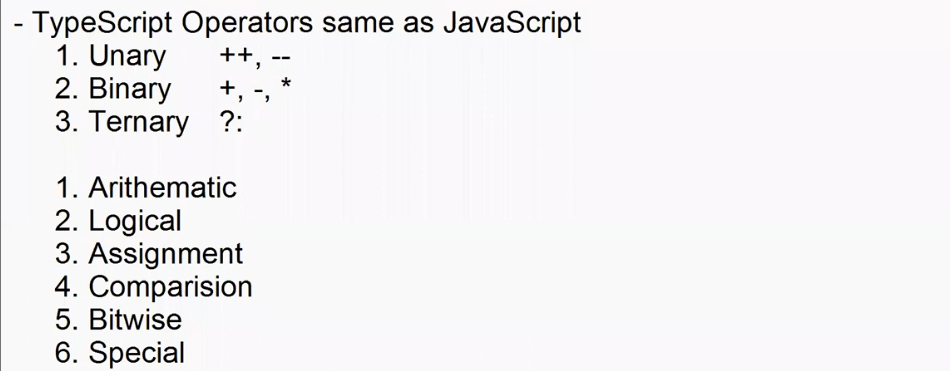 - TypeScript Operators same as JavaScript
1. Unary ++, --
2. Binary +, -, *
3. Ternary ?:
1. Arithematic
2. Logical
3. Assignment
4. Comparision
5. Bitwise
6. Special